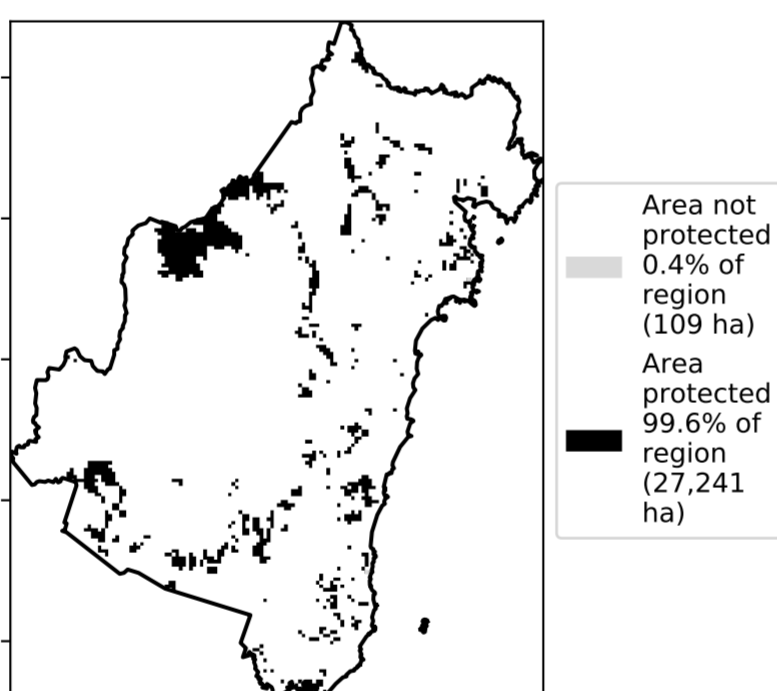 Area not
protected
0.4% of
region
(109 ha)
Area
protected
99.6% of
region
(27,241
ha)